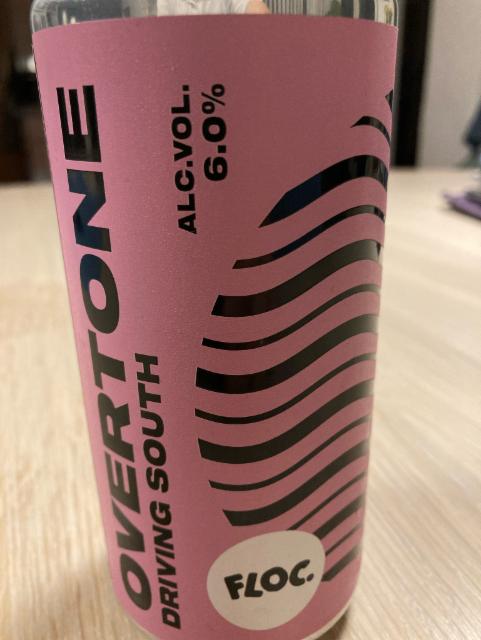 OVERTONE
DRIVING SOUTH
ALC.VOL.
6.0%
FLOC.